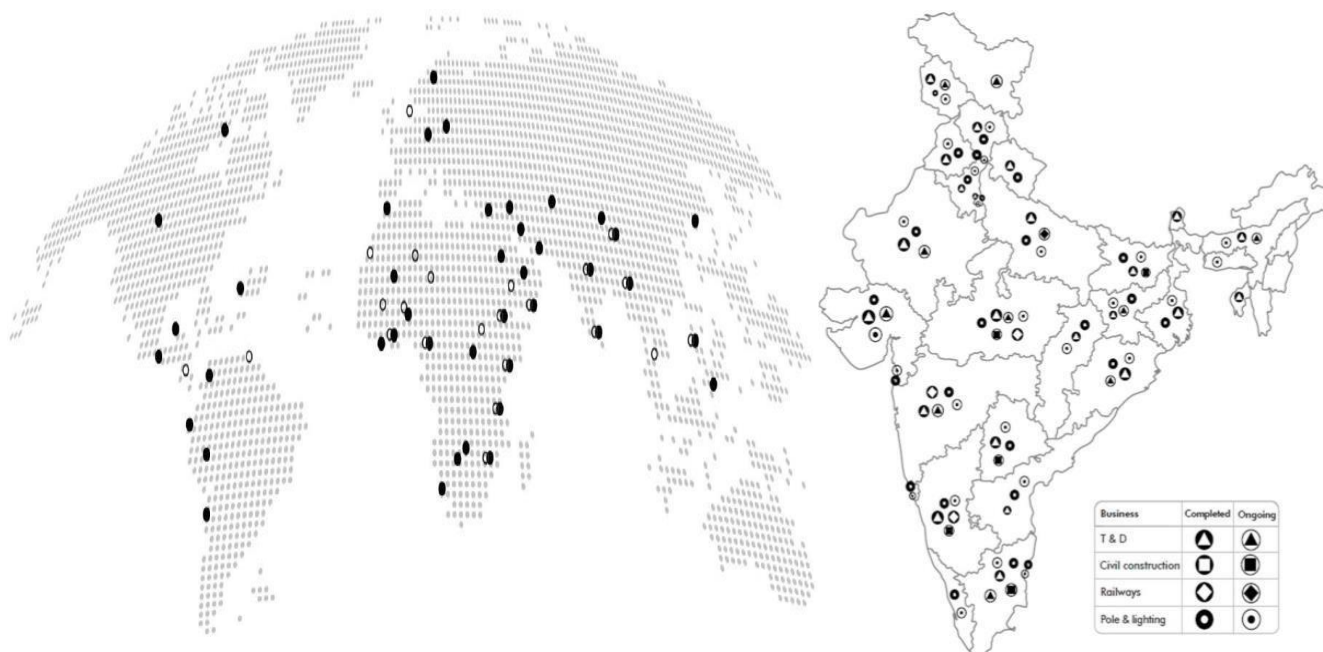 Business Completed Ongoing
T & D
Civil construction
Railways
Pole & lighting